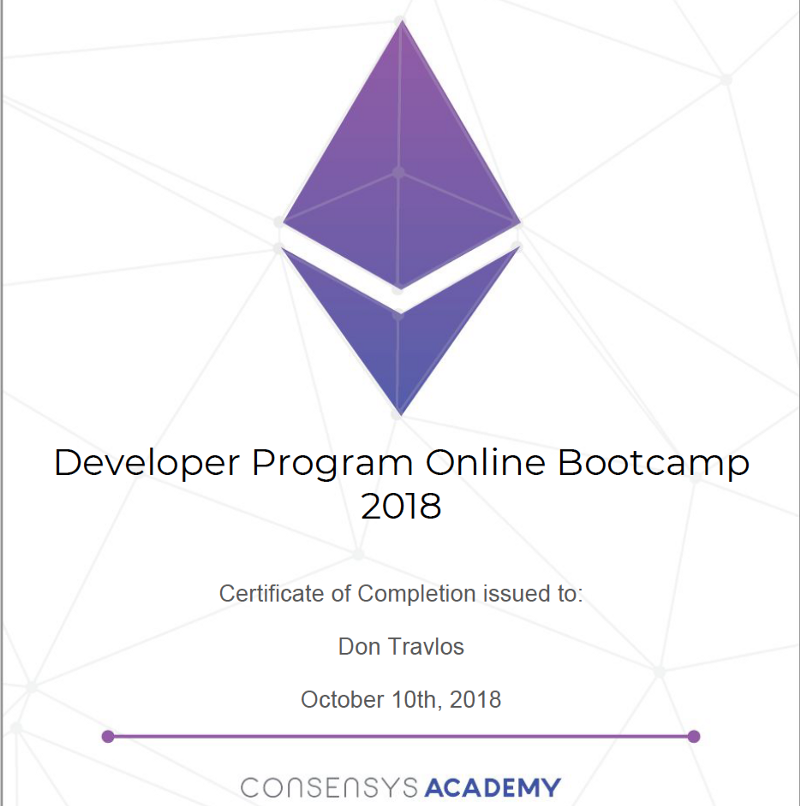 Developer Program Online Bootcamp
2018
Certificate of Completion issued to:
Don Travlos
October 10th, 2018
CONSENSYS ACADEMY